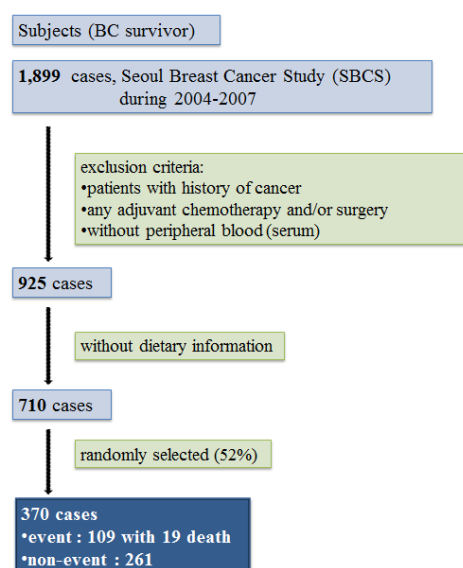 Subjects (BC survivor)
1,899 cases, Seoul Breast Cancer Study (SBCS)
during 2004-2007
exclusion criteria:
•patients with history of cancer
•any adjuvant chemotherapy and/or surgery
•without peripheral blood (serum)
925 cases
without dietary information
710 cases
randomly selected (52%)
370 cases
•event : 109 with 19 death
•non-event : 261